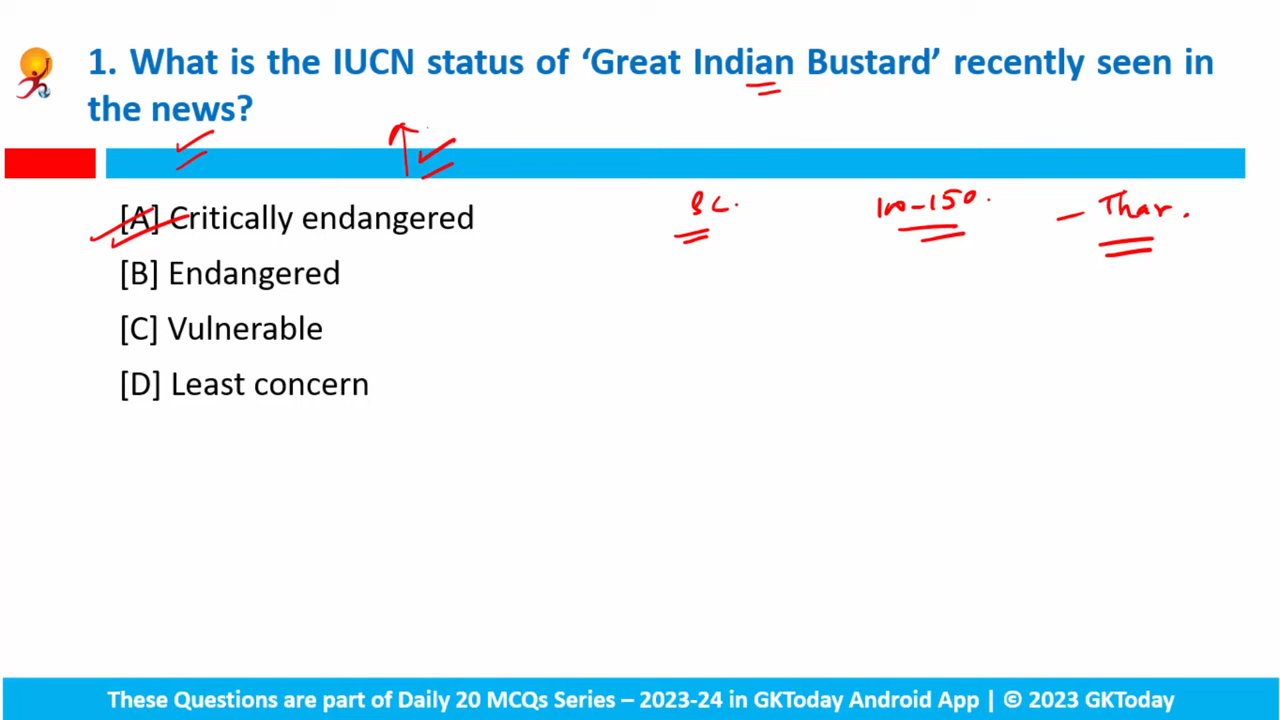 1. What is the IUCN status of ‘Great Indian Bustard’ recently seen in
the news?
[A] Critically endangered
SC.
100-150.
- Thar.
[B] Endangered
[C] Vulnerable
[D] Least concern
These Questions are part of Daily 20 MCQs Series – 2023-24 in GKToday Android App | © 2023 GKToday